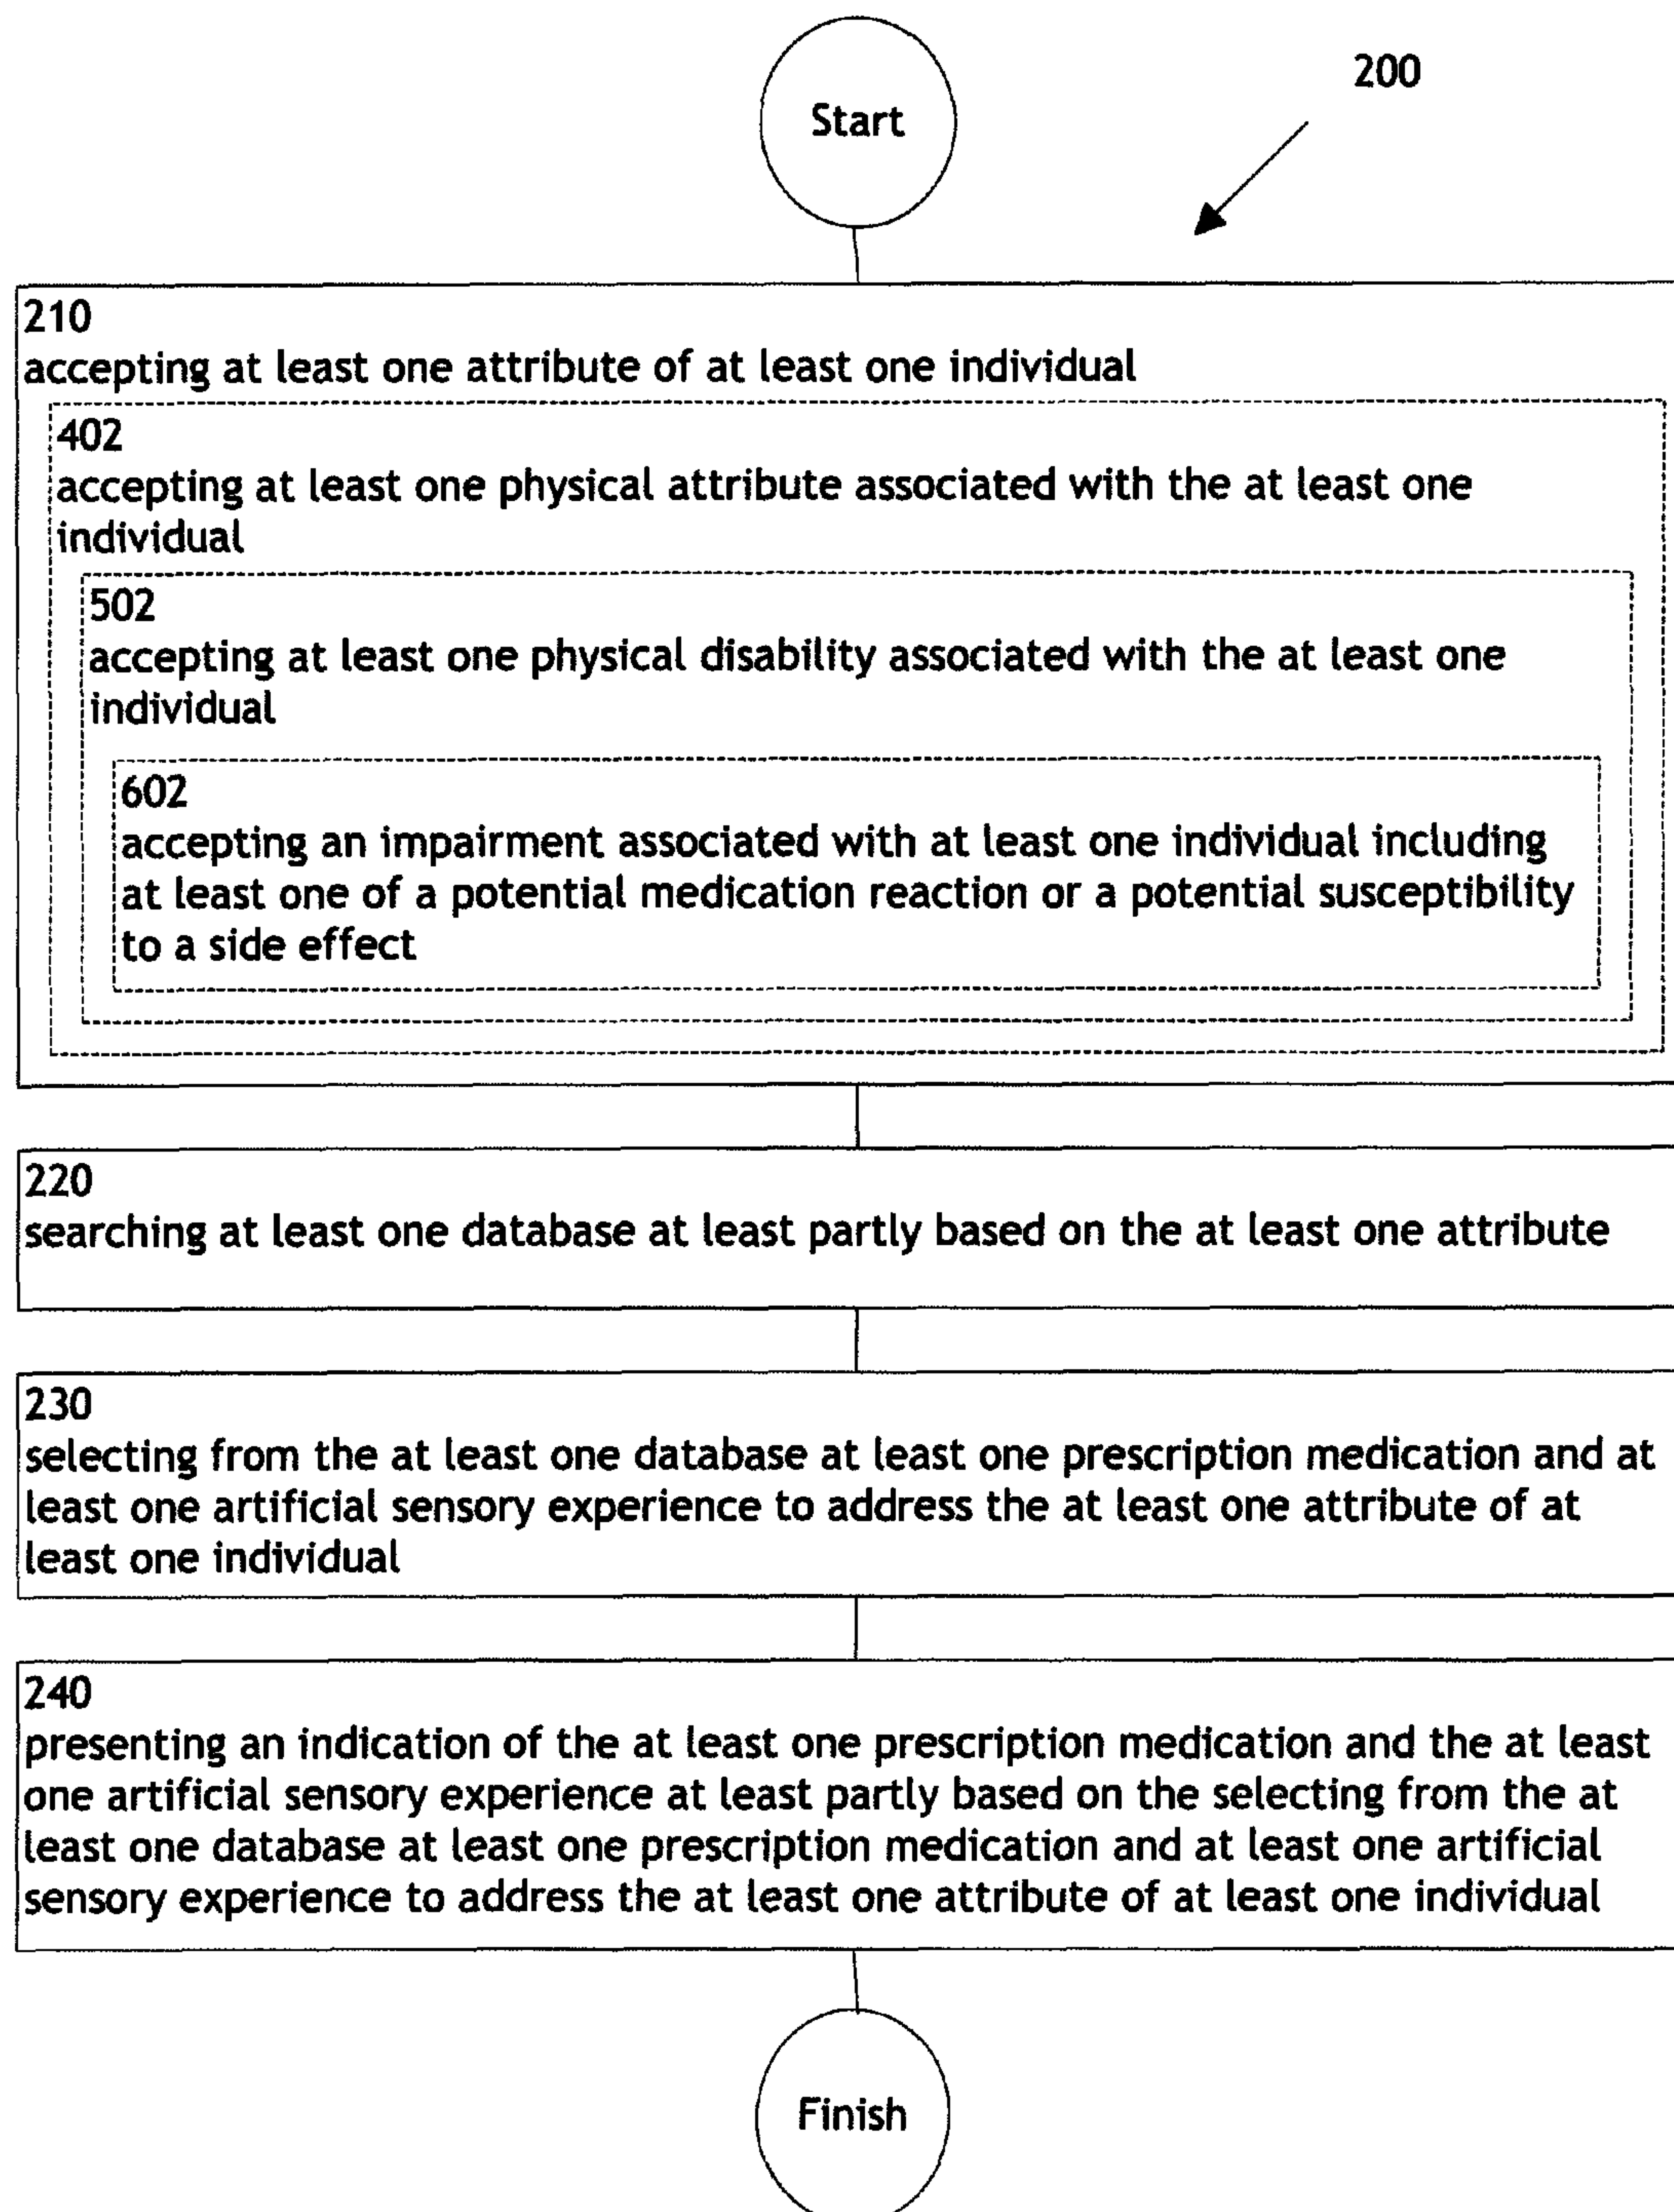 200
Start
210
accepting at least one attribute of at least one individual
402
accepting at least one physical attribute associated with the at least one
individual
502
accepting at least one physical disability associated with the at least one
individual
602
accepting an impairment associated with at least one individual including
at least one of a potential medication reaction or a potential susceptibility
to a side effect
220
searching at least one database at least partly based on the at least one attribute
230
selecting from the at least one database at least one prescription medication and at
least one artificial sensory experience to address the at least one attribute of at
least one individual
240
presenting an indication of the at least one prescription medication and the at least
one artificial sensory experience at least partly based on the selecting from the at
least one database at least one prescription medication and at least one artificial
sensory experience to address the at least one attribute of at least one individual
Finish